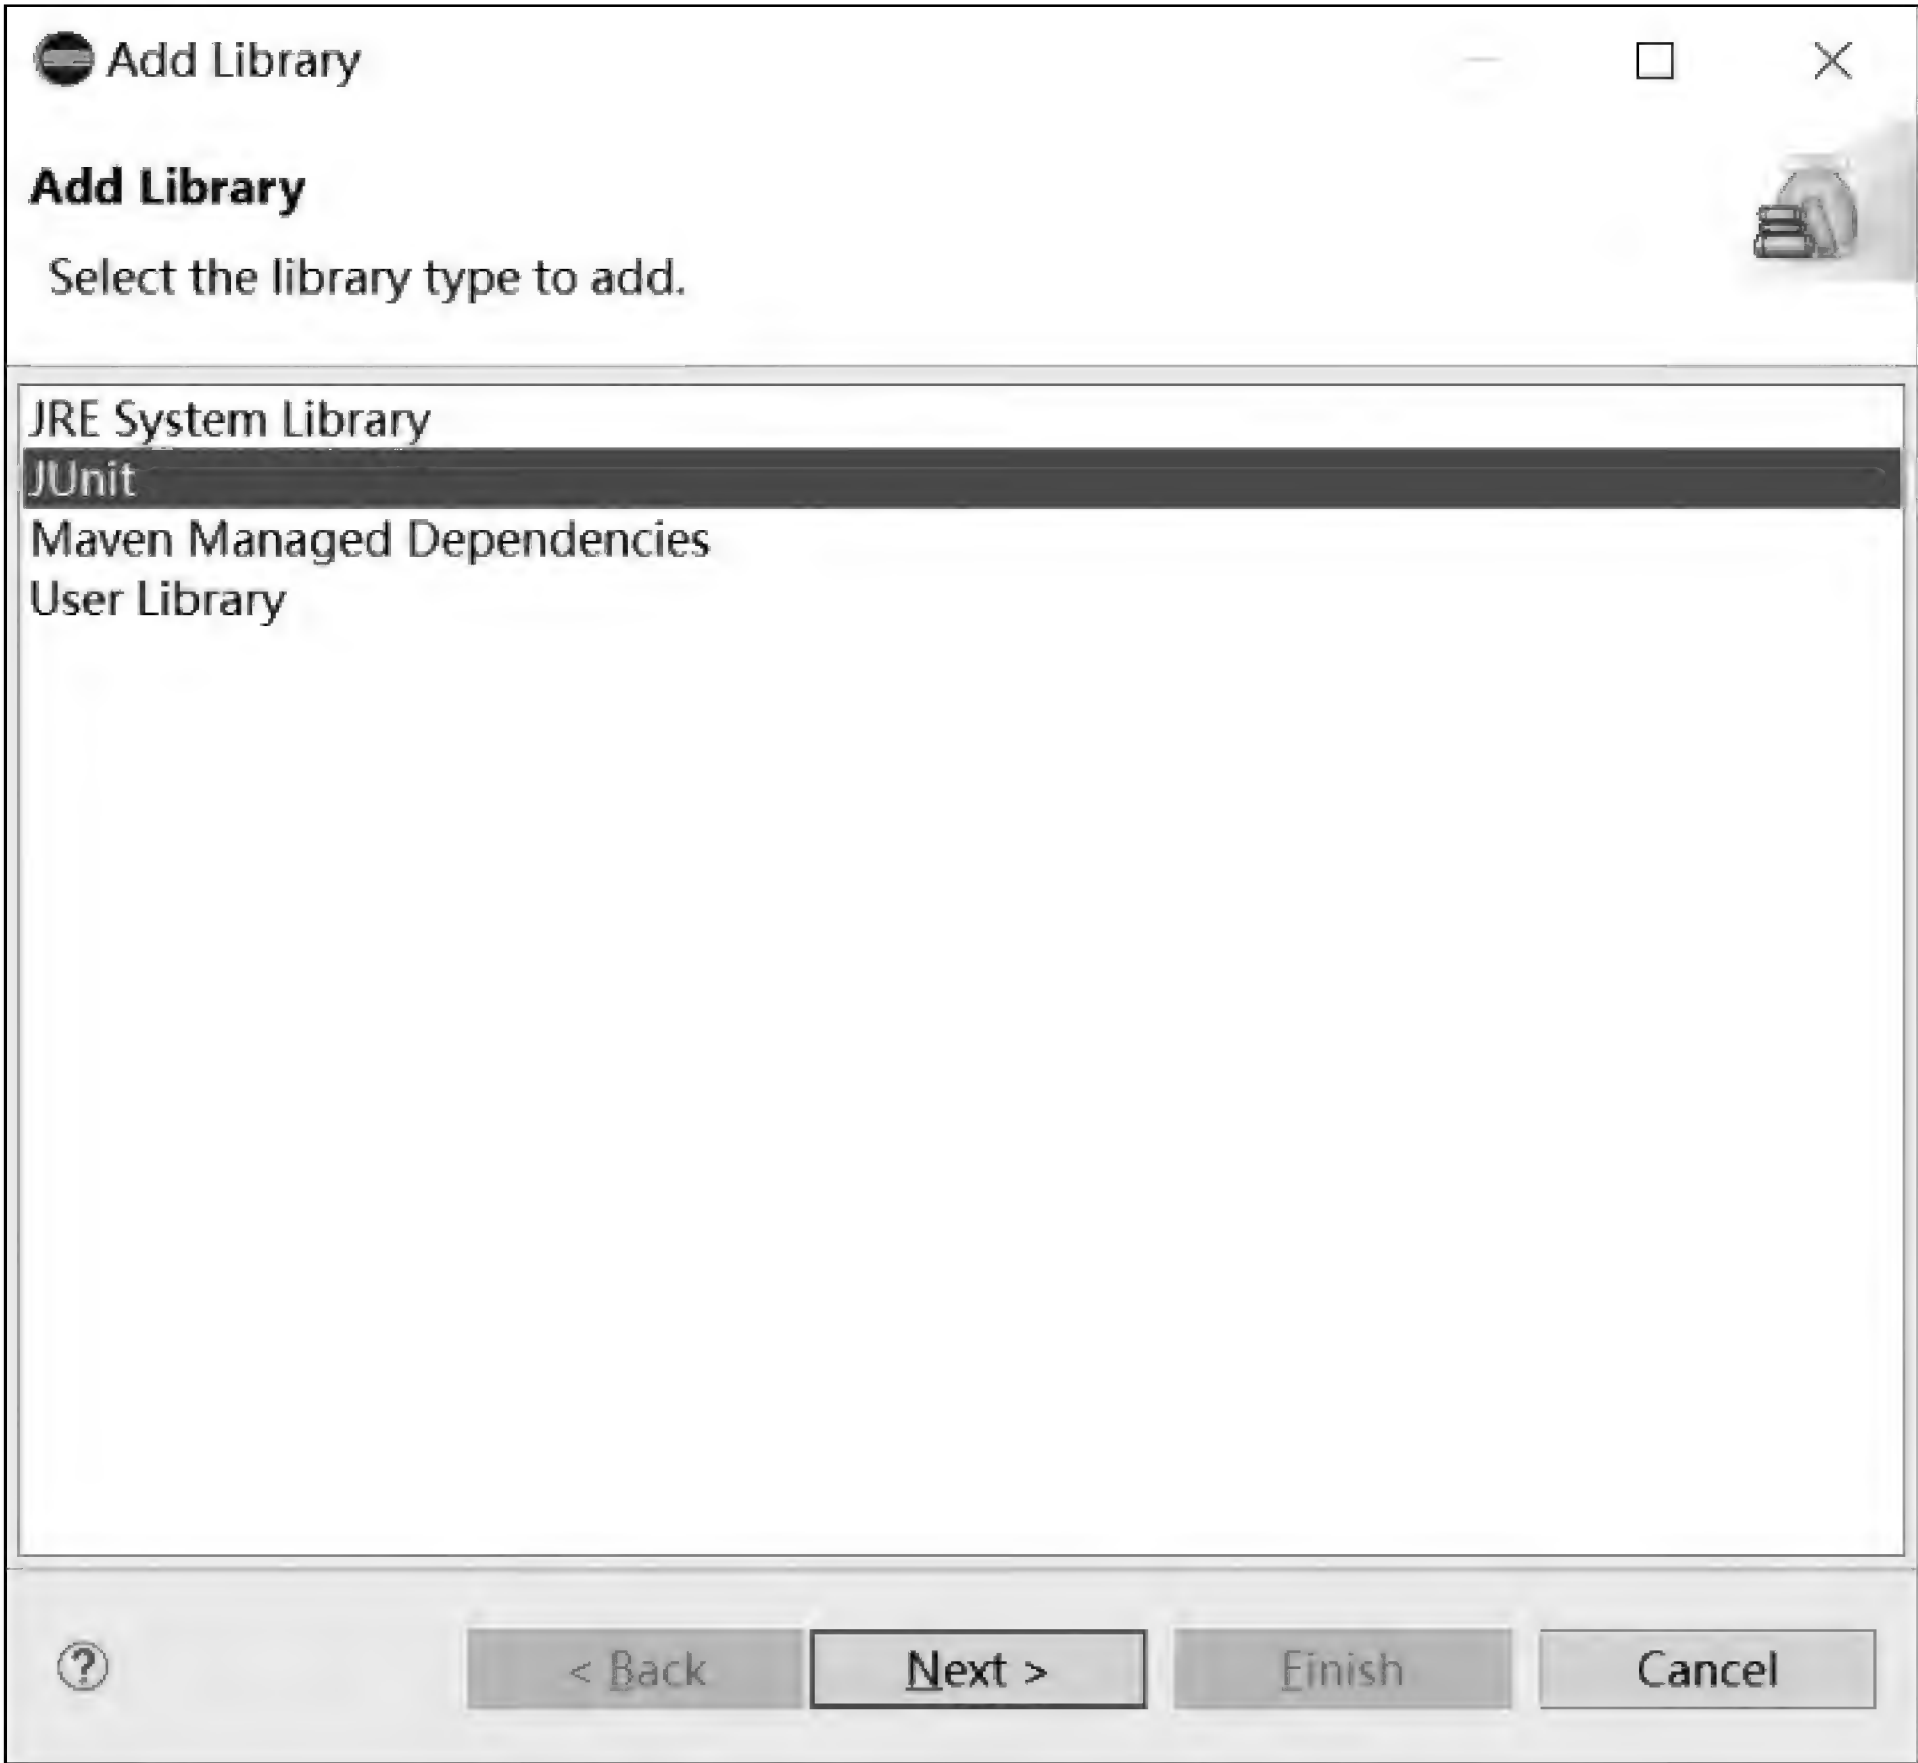 Add Library
Add Library
Select the library type to add.
JRE System Library
JUnit
Maven Managed Dependencies
User Library
? < Back Next > Finish Cancel